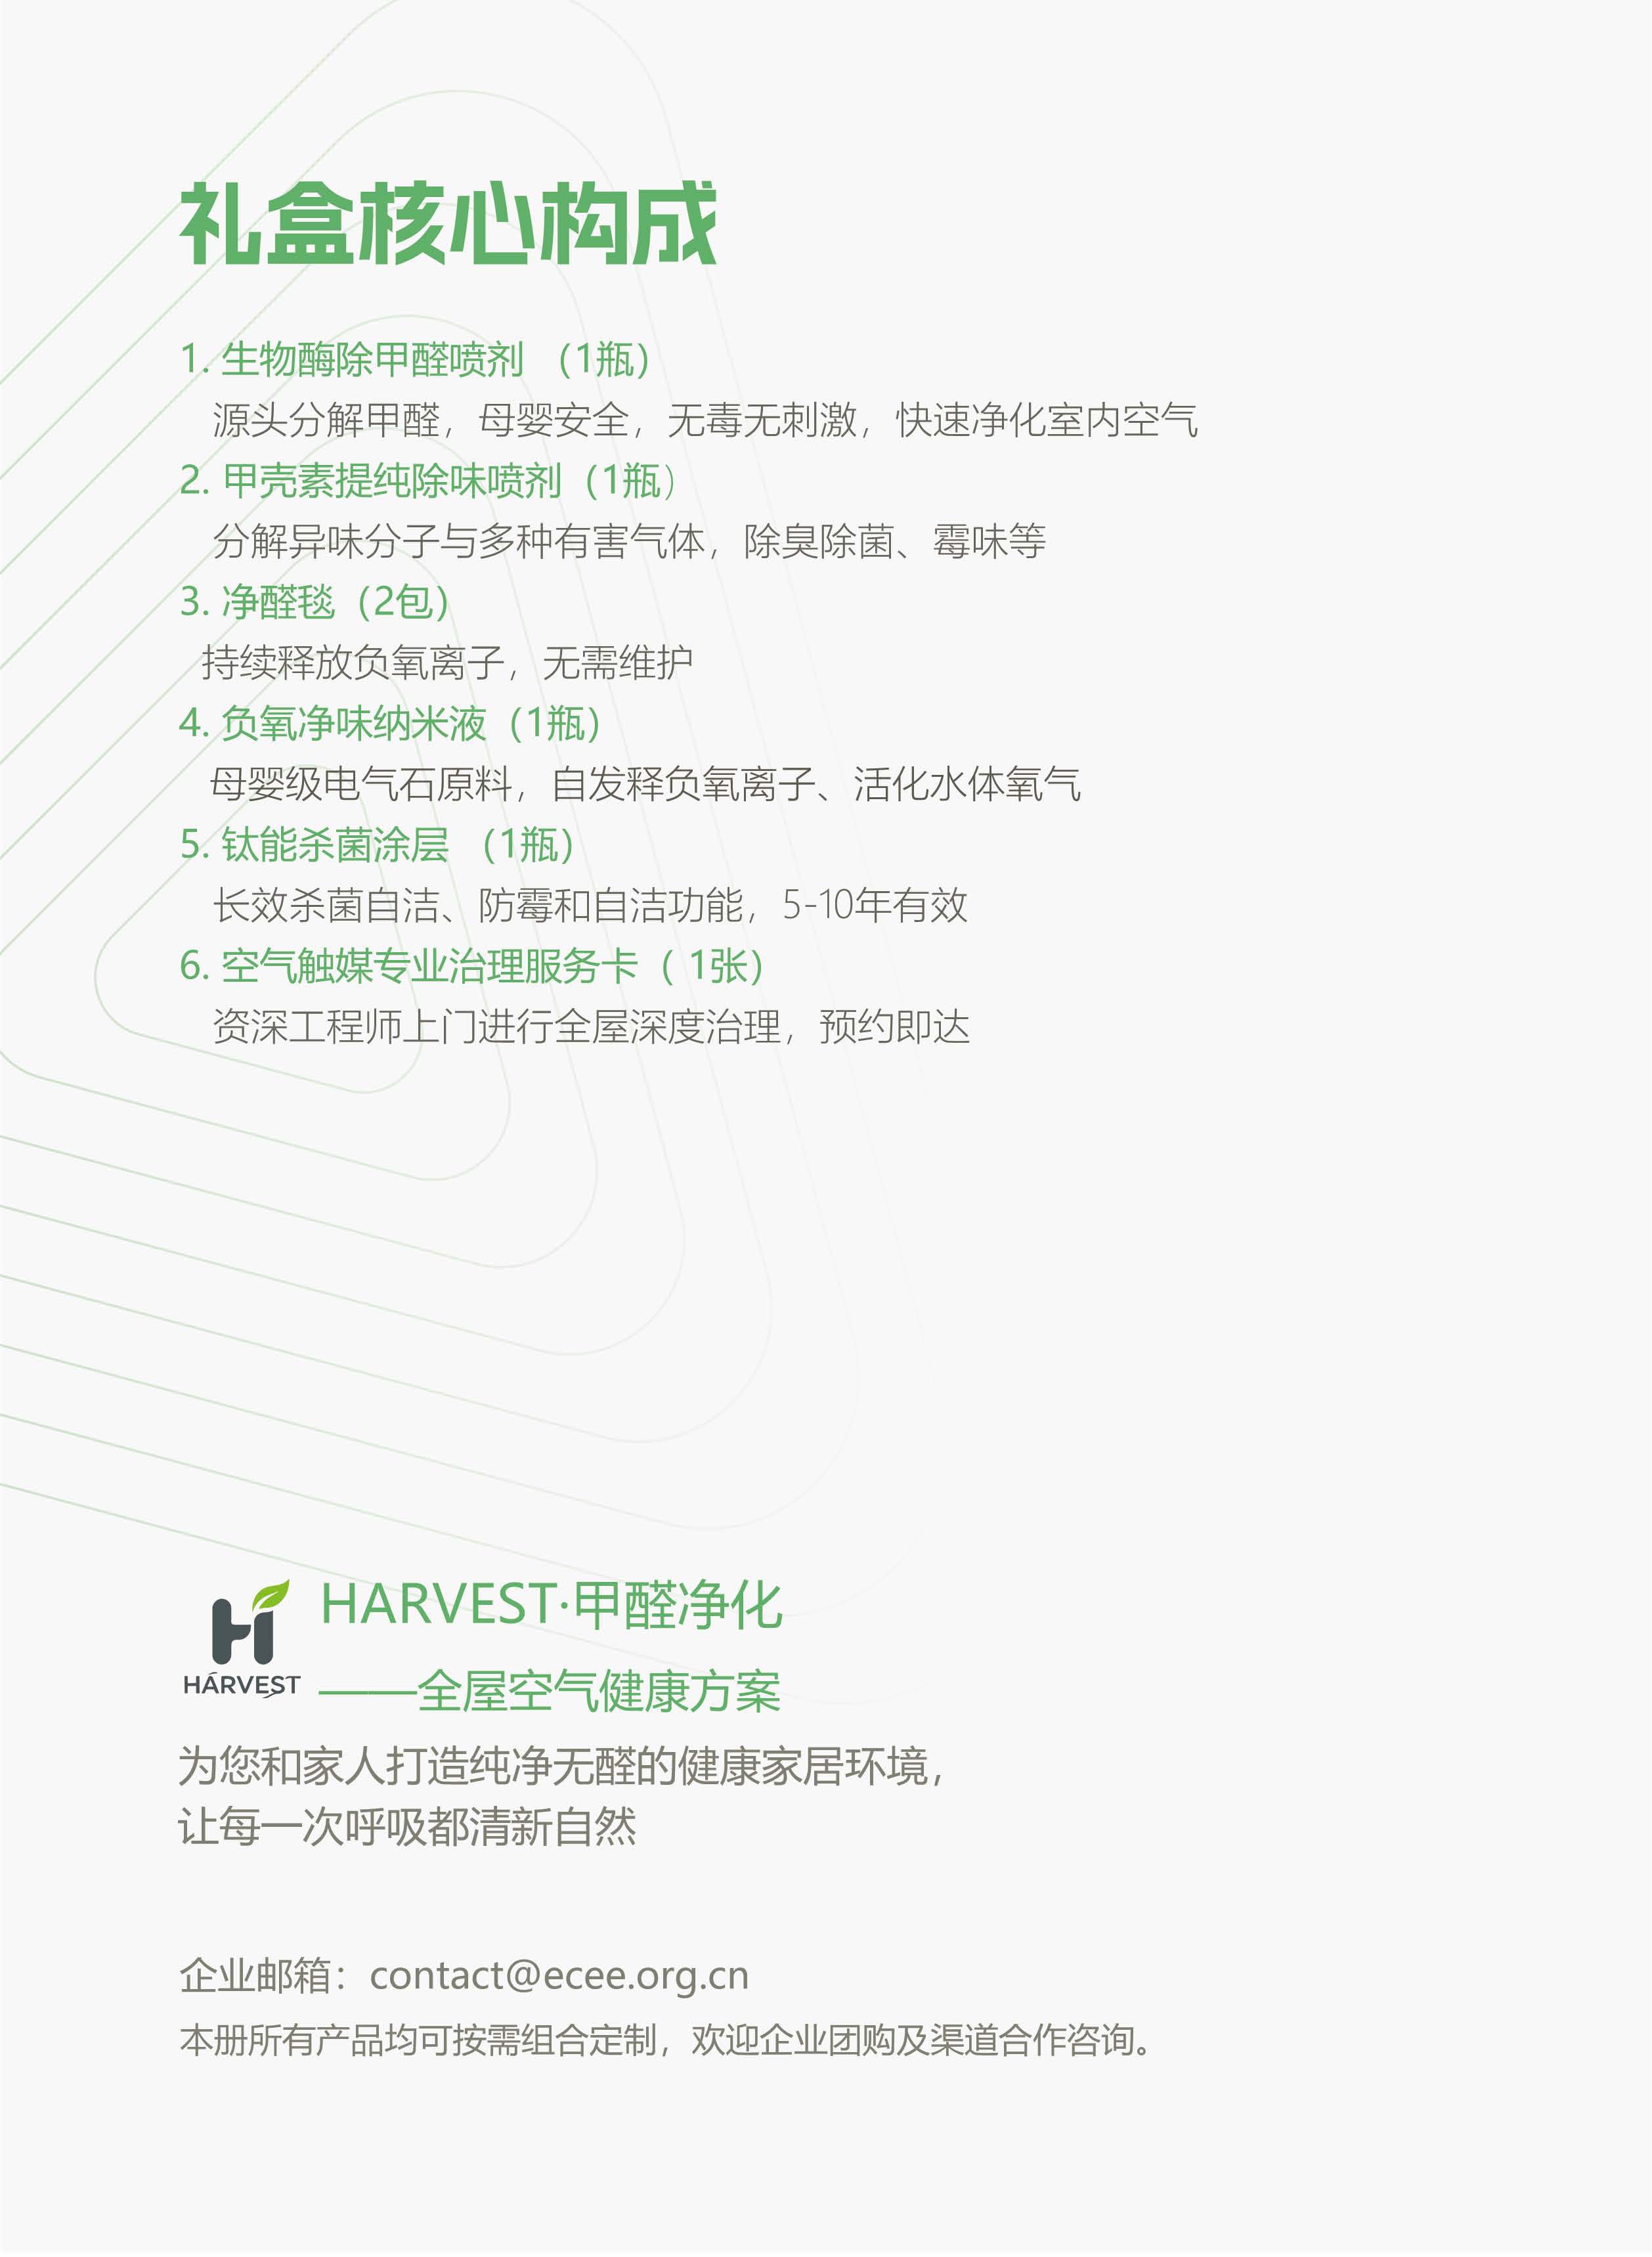 礼盒核心构成
1. 生物酶除甲醛喷剂 （1瓶）
源头分解甲醛，母婴安全，无毒无刺激，快速净化室内空气
2. 甲壳素提纯除味喷剂（1瓶）
分解异味分子与多种有害气体，除臭除菌、霉味等
3. 净醛毯（2包）
持续释放负氧离子，无需维护
4. 负氧净味纳米液（1瓶）
母婴级电气石原料，自发释负氧离子、活化水体氧气
5. 钛能杀菌涂层 （1瓶）
长效杀菌自洁、防霉和自洁功能，5-10年有效
6. 空气触媒专业治理服务卡（ 1张）
资深工程师上门进行全屋深度治理，预约即达
HARVEST·甲醛净化
HARVEST
——全屋空气健康方案
为您和家人打造纯净无醛的健康家居环境，
让每一次呼吸都清新自然
企业邮箱：contact@ecee.org.cn
本册所有产品均可按需组合定制，欢迎企业团购及渠道合作咨询。